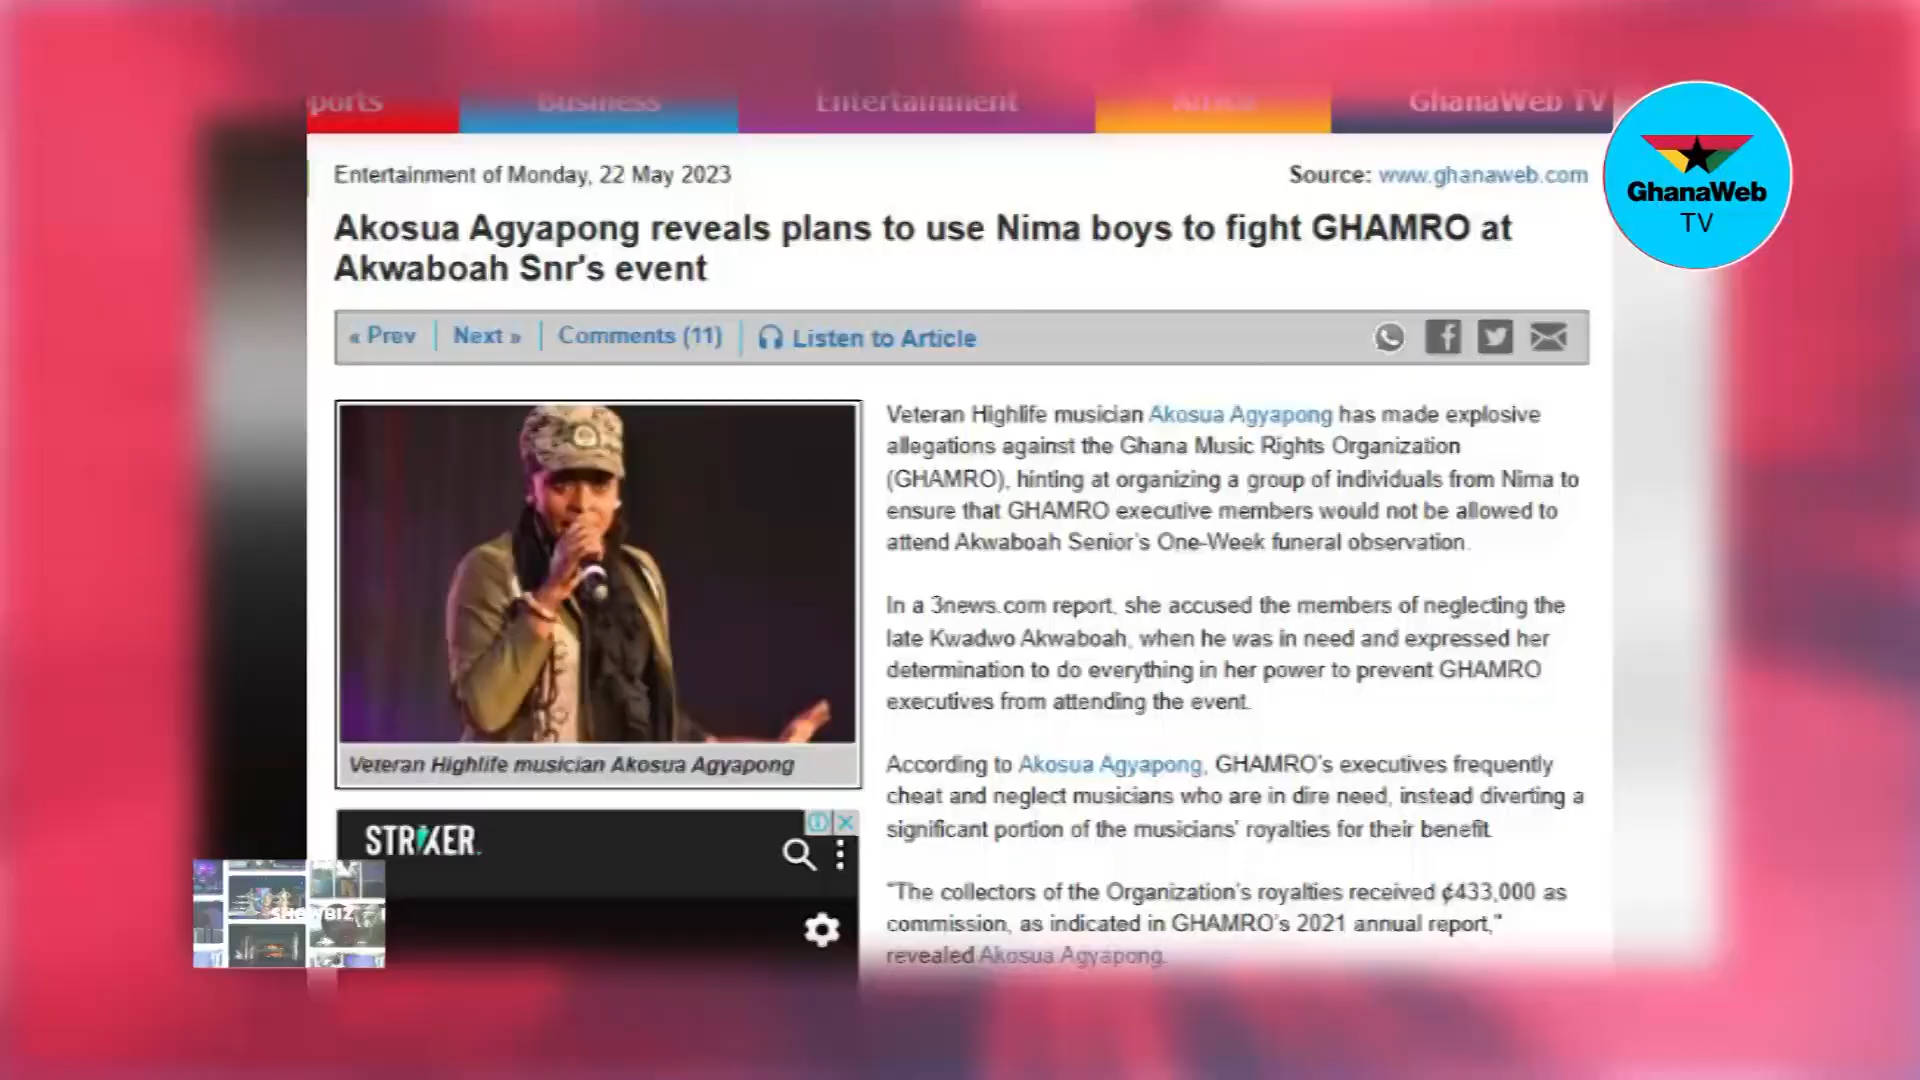 ports Business Entertainment Africa GhanaWeb TV
Entertainment of Monday, 22 May 2023 Source: www.ghanaweb.com
GhanaWeb
TV
Akosua Agyapong reveals plans to use Nima boys to fight GHAMRO at
Akwaboah Snr's event
« Prev Next » Comments (11) Listen to Article
Veteran Highlife musician Akosua Agyapong
STRIKER
SHOWBIZ
Veteran Highlife musician Akosua Agyapong has made explosive
allegations against the Ghana Music Rights Organization
(GHAMRO), hinting at organizing a group of individuals from Nima to
ensure that GHAMRO executive members would not be allowed to
attend Akwaboah Senior's One-Week funeral observation.
In a 3news.com report, she accused the members of neglecting the
late Kwadwo Akwaboah, when he was in need and expressed her
determination to do everything in her power to prevent GHAMRO
executives from attending the event.
According to Akosua Agyapong, GHAMRO's executives frequently
cheat and neglect musicians who are in dire need, instead diverting a
significant portion of the musicians' royalties for their benefit.
"The collectors of the Organization's royalties received ¢433,000 as
commission, as indicated in GHAMRO's 2021 annual report,"
revealed Akosua Agyapong.